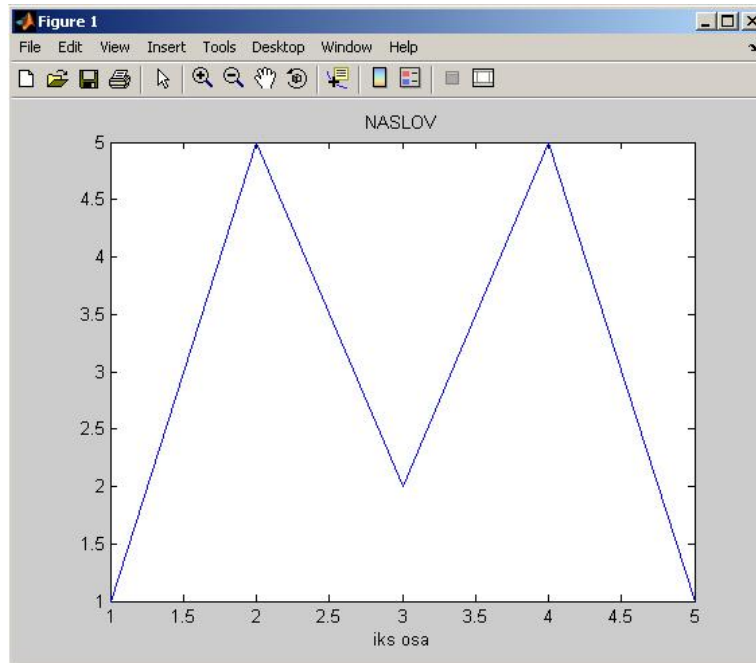 Figure 1
File Edit View Insert Tools Desktop Window Help
NASLOV
5
4.5
4
3.5
3
2.5
2
1.5
1
1 1.5 2 2.5 3 3.5 4 4.5 5
iks osa